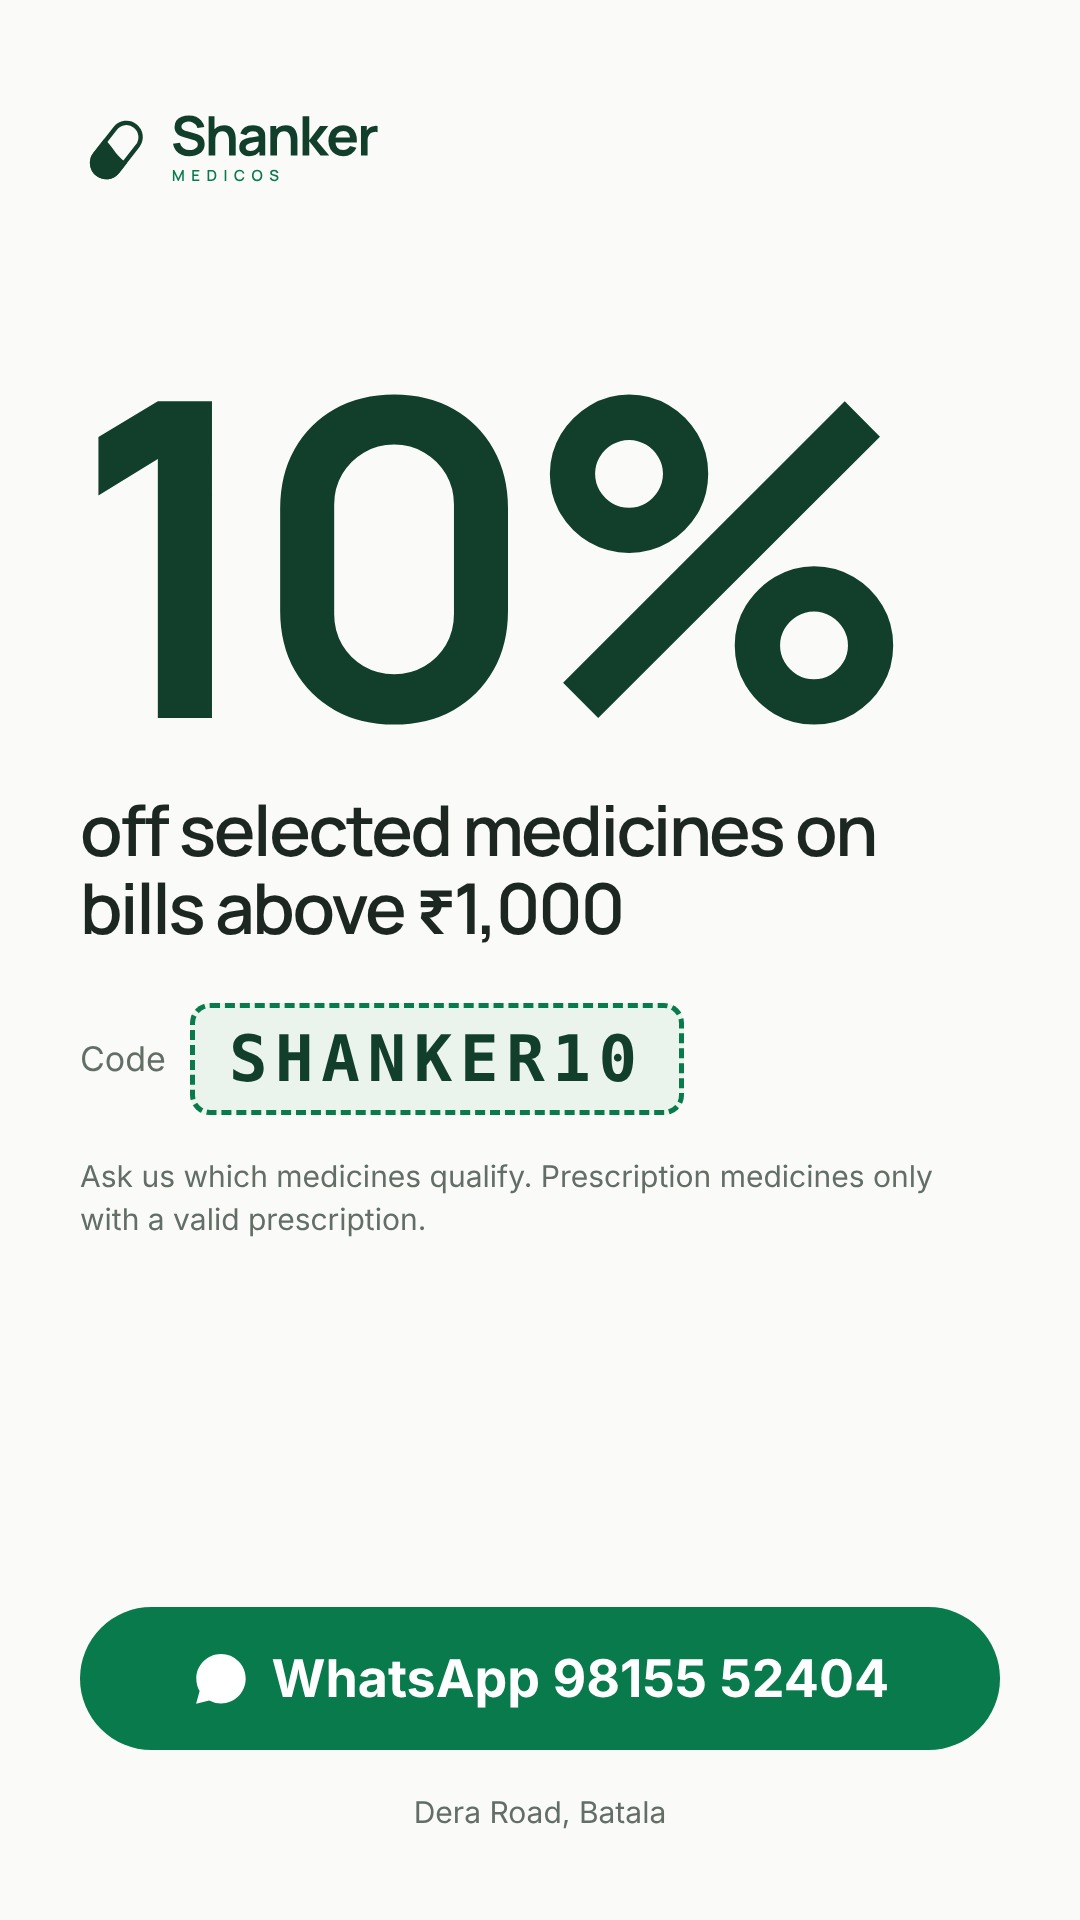 Shanker
MEDICOS
10%
off selected medicines on
bills above ₹1,000
Code SHANKER10
Ask us which medicines qualify. Prescription medicines only
with a valid prescription.
WhatsApp 98155 52404
Dera Road, Batala